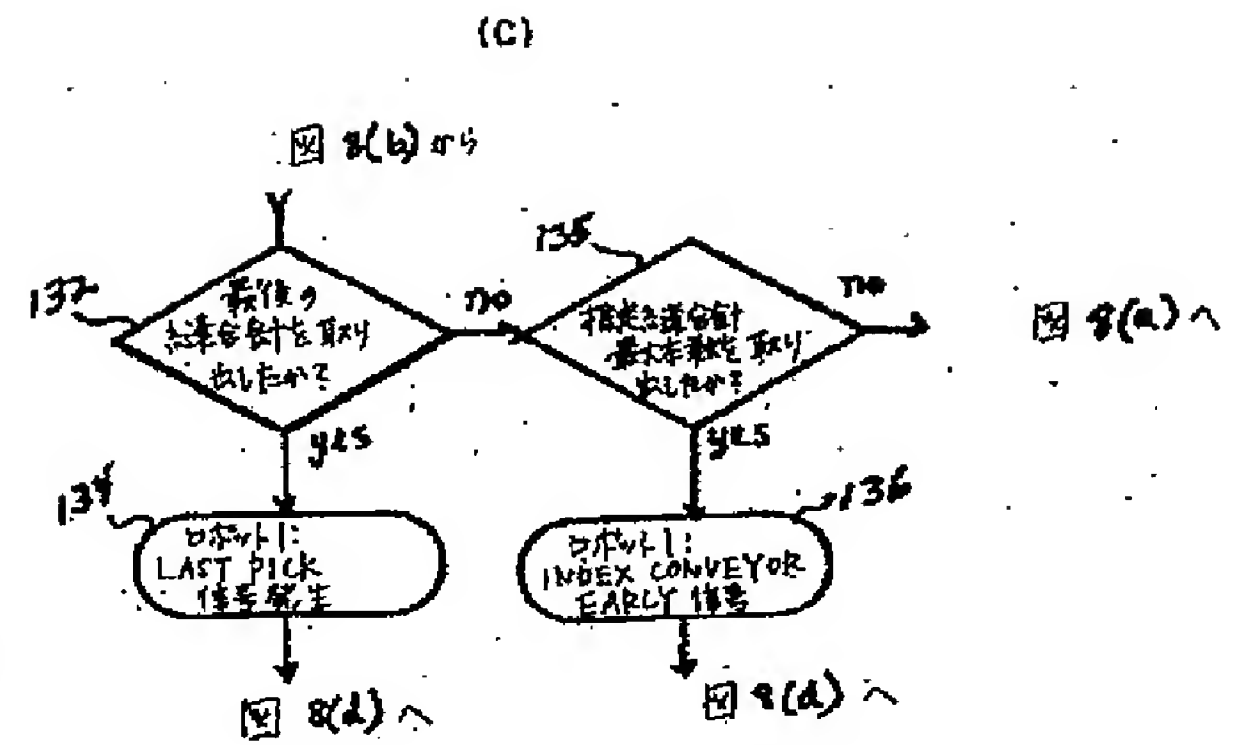 (C)
図 8(b) から
132
最後の
縫合針を取り
出したか?
no
135
指定縫合針
最大本数を取り
出したか?
no
図 8(a) へ
yes
yes
134
ロボット1:
LAST PICK
信号発生
136
ロボット1:
INDEX CONVEYOR
EARLY 信号
図 8(d) へ
図 8(d) へ